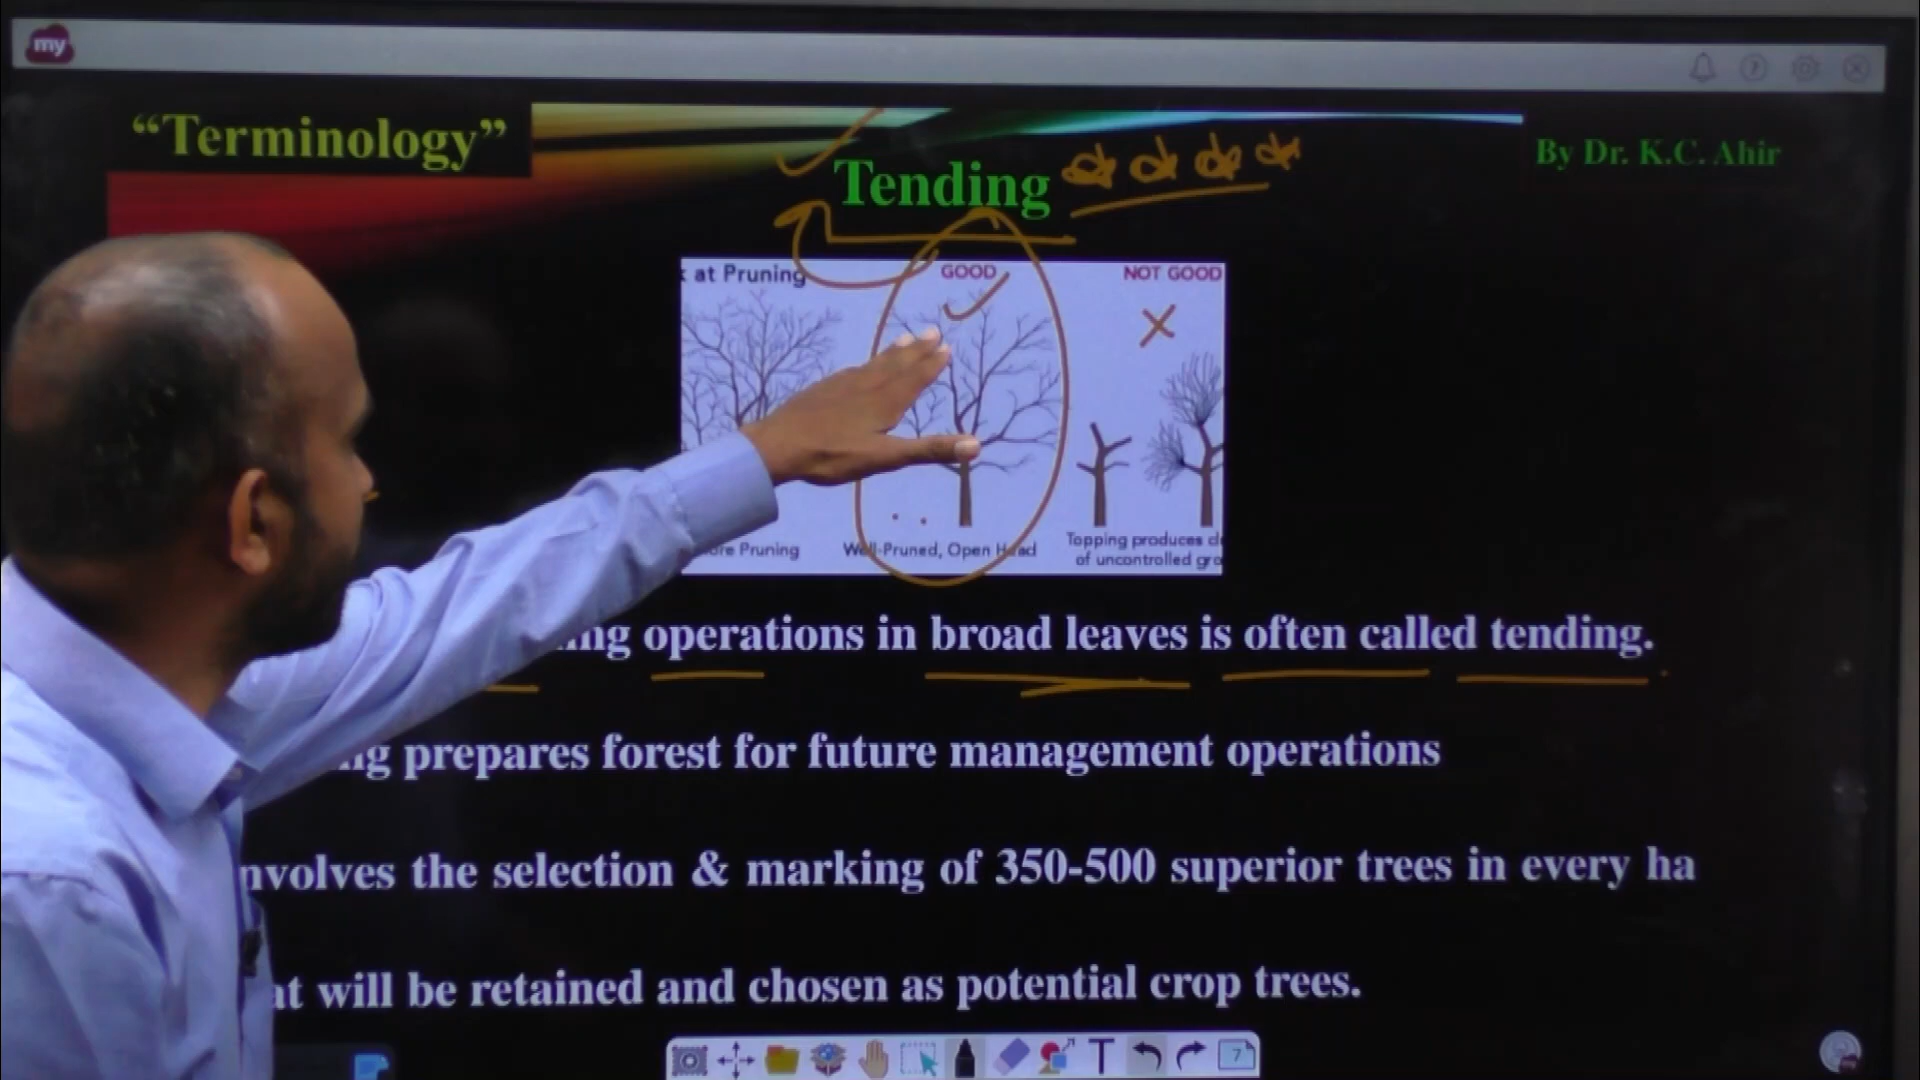 my
“Terminology”
By Dr. K.C. Ahir
Tending
at Pruning
GOOD
NOT GOOD
Pruning
Well-Pruned, Open Head
Topping produces
of uncontrolled
operations in broad leaves is often called tending.
prepares forest for future management operations
the selection & marking of 350-500 superior trees in every ha
will be retained and chosen as potential crop trees.
T
7